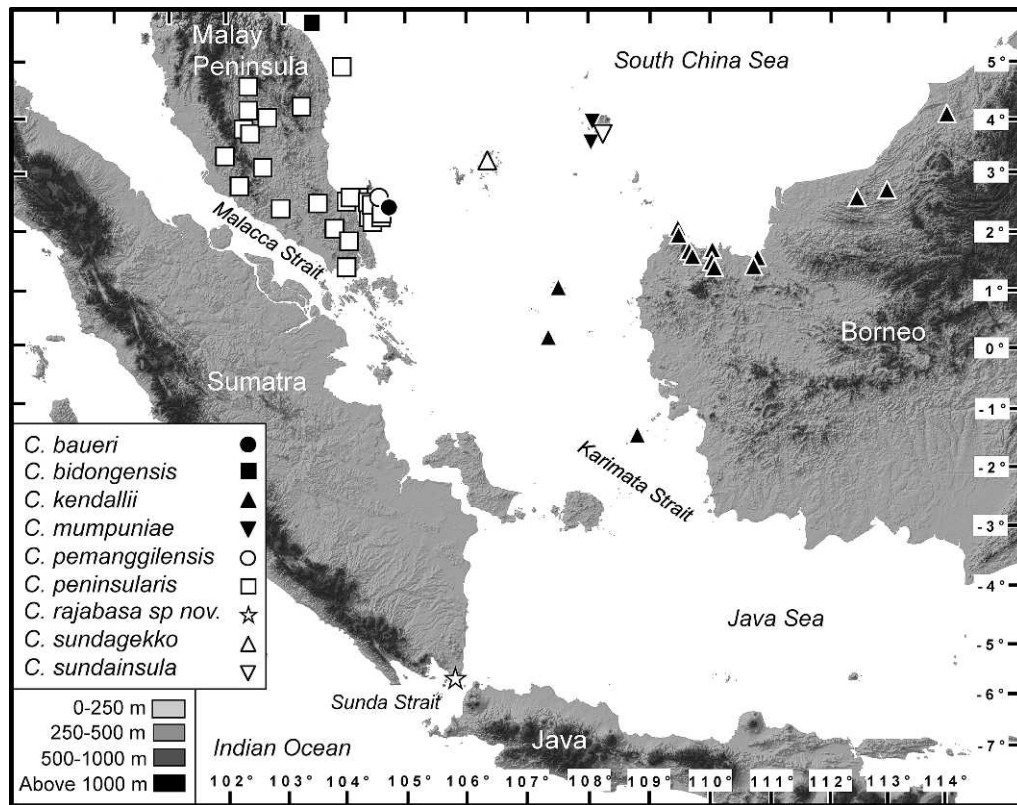 Malay
Peninsula
South China Sea
5°
4°
3°
2°
1°
0°
-1°
-2°
-3°
-4°
-5°
-6°
-7°
Malacca Strait
Borneo
Sumatra
Karimata Strait
C. baueri
C. bidongensis
C. kendallii
C. mumpuniae
C. pemanggilensis
C. peninsularis
C. rajabasa sp nov.
C. sundagekko
C. sundainsula
Java Sea
Sunda Strait
0-250 m
250-500 m
500-1000 m
Above 1000 m
Indian Ocean
Java
102° 103° 104° 105° 106° 107° 108° 109° 110° 111° 112° 113° 114°